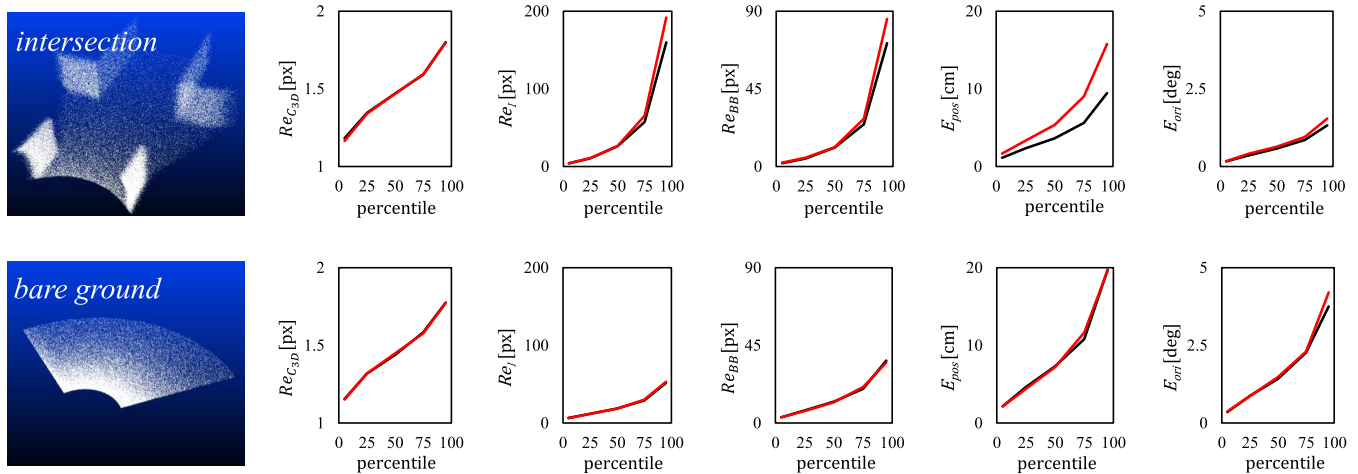 intersection
2
1.5
1
Re_{C_{3D}} [px]
0 25 50 75 100
percentile
200
100
0
Re_I [px]
0 25 50 75 100
percentile
90
45
0
Re_{BB} [px]
0 25 50 75 100
percentile
20
10
0
E_{pos} [cm]
0 25 50 75 100
percentile
5
2.5
0
E_{ori} [deg]
0 25 50 75 100
percentile
bare ground
2
1.5
1
Re_{C_{3D}} [px]
0 25 50 75 100
percentile
200
100
0
Re_I [px]
0 25 50 75 100
percentile
90
45
0
Re_{BB} [px]
0 25 50 75 100
percentile
20
10
0
E_{pos} [cm]
0 25 50 75 100
percentile
5
2.5
0
E_{ori} [deg]
0 25 50 75 100
percentile